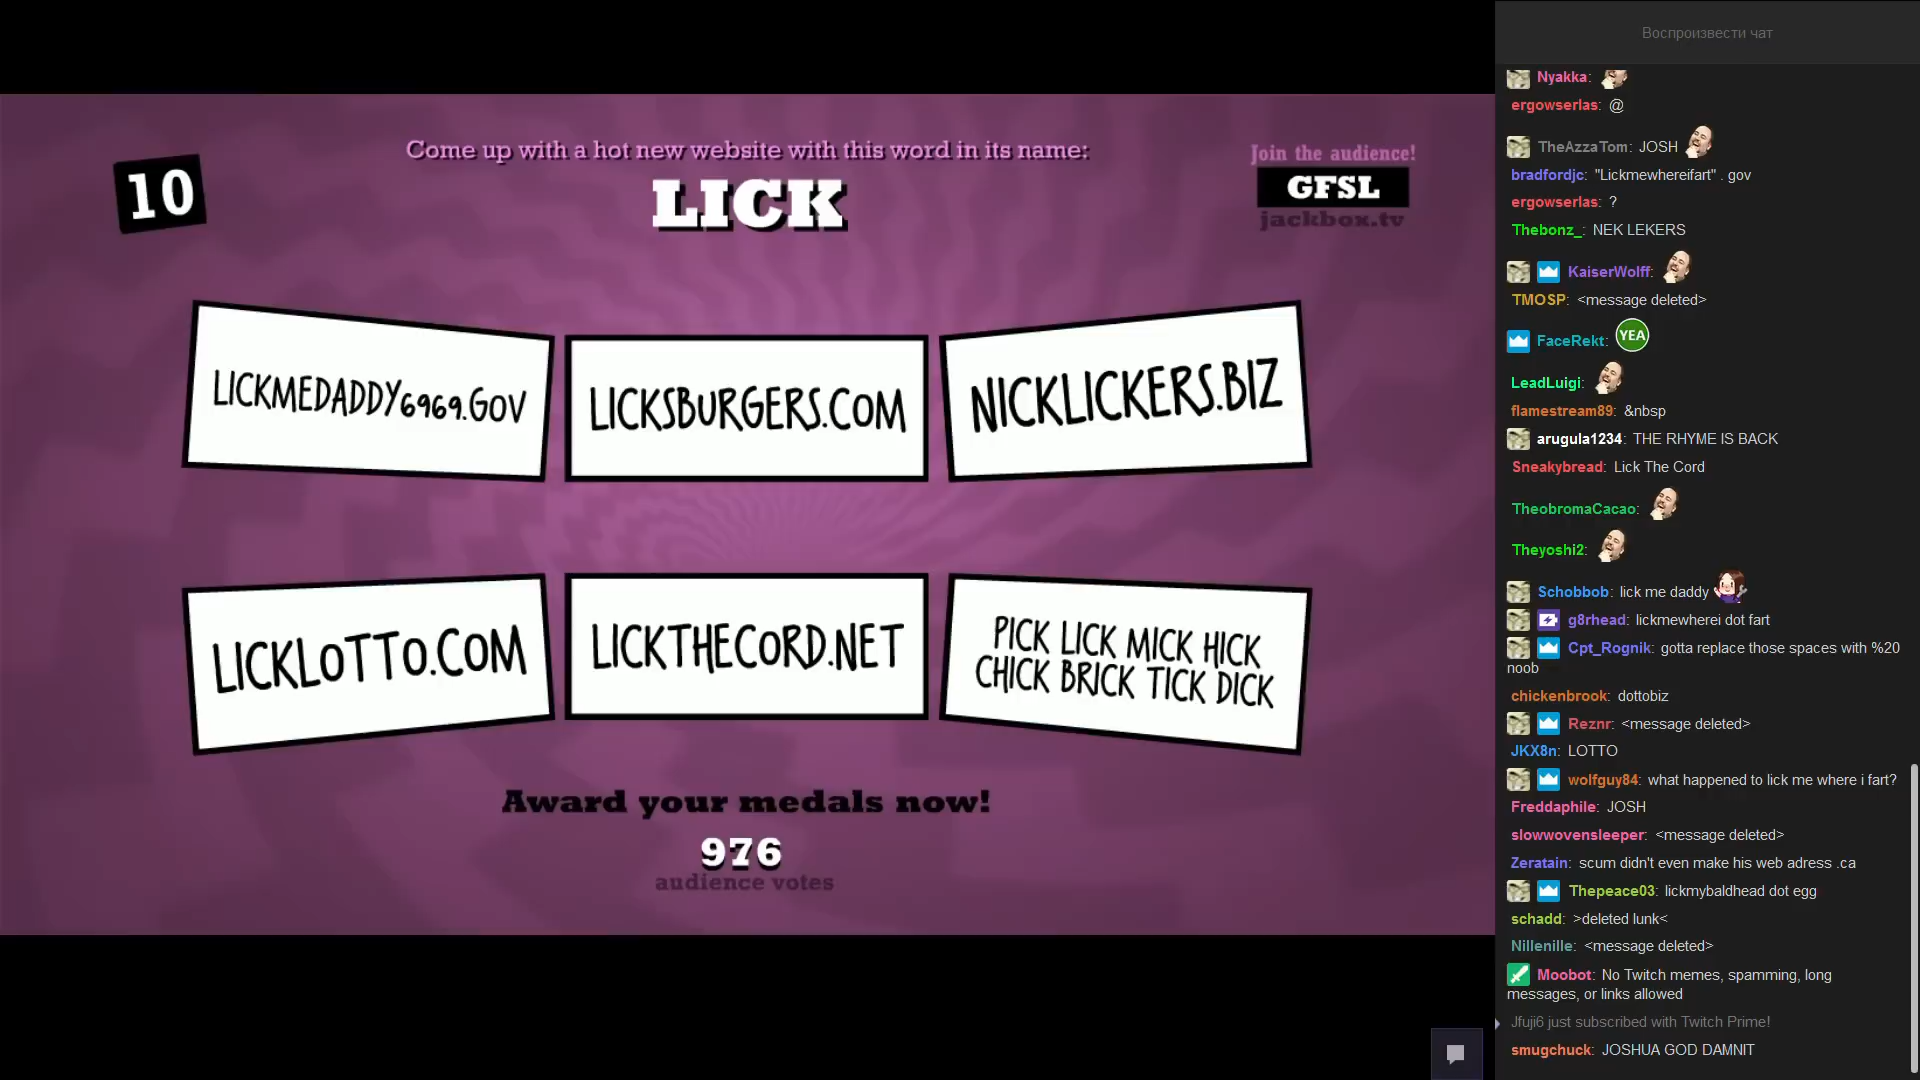 10
Come up with a hot new website with this word in its name:
LICK
Join the audience!
GFSL
jackbox.tv
LICKMEDADDY6969.GOV
LICKSBURGERS.COM
NICKLICKERS.BIZ
LICKLOTTO.COM
LICKTHECORD.NET
PICK LICK MICK HICK
CHICK BRICK TICK DICK
Award your medals now!
976
audience votes
Воспроизвести чат
Nyakka:
ergowserlas: @
TheAzzaTom: JOSH
bradfordjc: "Lickmewhereifart" . gov
ergowserlas: ?
Thebonz_: NEK LEKERS
KaiserWolff:
TMOSP: <message deleted>
FaceRekt: YEA
LeadLuigi:
flamestream89: &nbsp
arugula1234: THE RHYME IS BACK
Sneakybread: Lick The Cord
TheobromaCacao:
Theyoshi2:
Schobbob: lick me daddy
g8rhead: lickmewherei dot fart
Cpt_Rognik: gotta replace those spaces with %20
noob
chickenbrook: dottobiz
Reznr: <message deleted>
JKX8n: LOTTO
wolfguy84: what happened to lick me where i fart?
Freddaphile: JOSH
slowwovensleeper: <message deleted>
Zeratain: scum didn't even make his web adress .ca
Thepeace03: lickmybaldhead dot egg
schadd: >deleted lunk<
Nillenille: <message deleted>
Moobot: No Twitch memes, spamming, long
messages, or links allowed
Jfuji6 just subscribed with Twitch Prime!
smugchuck: JOSHUA GOD DAMNIT